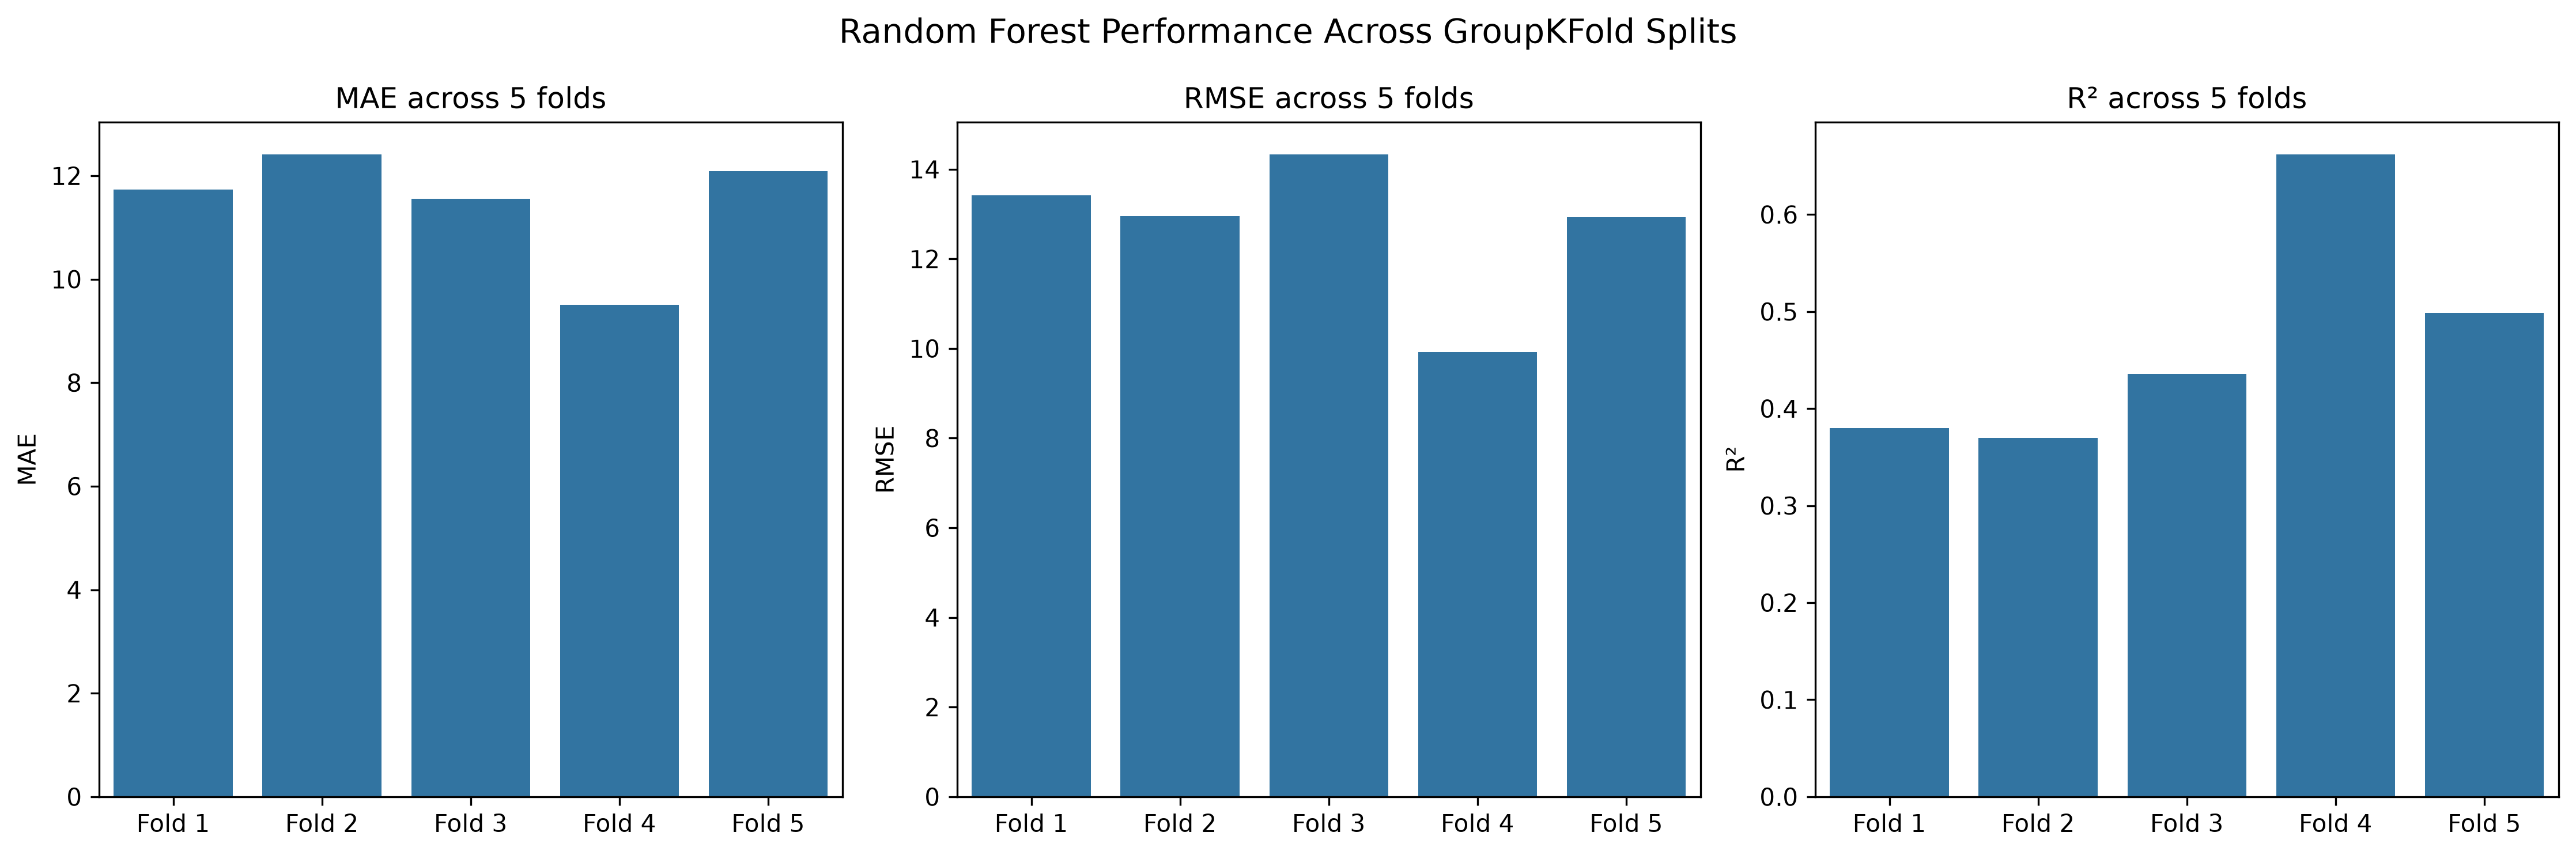 Random Forest Performance Across GroupKFold Splits
MAE across 5 folds
MAE
12
10
8
6
4
2
0
Fold 1 Fold 2 Fold 3 Fold 4 Fold 5
RMSE across 5 folds
RMSE
14
12
10
8
6
4
2
0
Fold 1 Fold 2 Fold 3 Fold 4 Fold 5
R² across 5 folds
R²
0.6
0.5
0.4
0.3
0.2
0.1
0.0
Fold 1 Fold 2 Fold 3 Fold 4 Fold 5